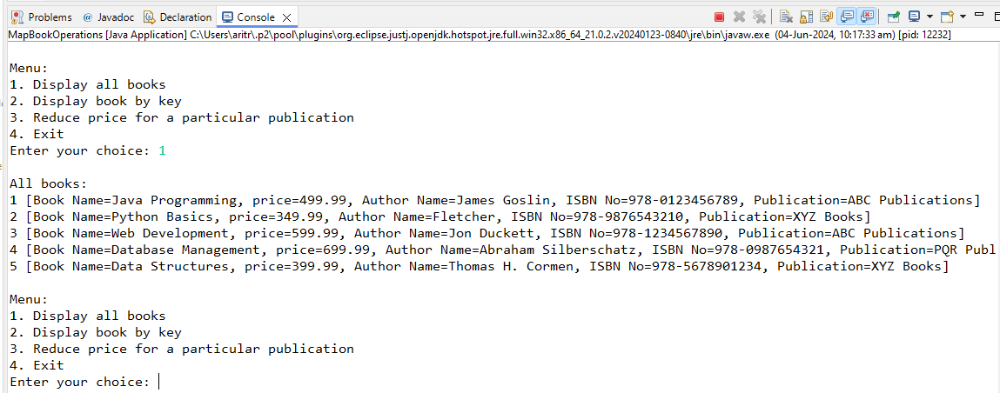 Problems @ Javadoc Declaration Console
MapBookOperations [Java Application] C:\Users\aritr\.p2\pool\plugins\org.eclipse.justj.openjdk.hotspot.jre.full.win32.x86_64_21.0.2.v20240123-0840\jre\bin\javaw.exe (04-Jun-2024, 10:17:33 am) [pid: 12232]
Menu:
1. Display all books
2. Display book by key
3. Reduce price for a particular publication
4. Exit
Enter your choice: 1
All books:
1 [Book Name=Java Programming, price=499.99, Author Name=James Goslin, ISBN No=978-0123456789, Publication=ABC Publications]
2 [Book Name=Python Basics, price=349.99, Author Name=Fletcher, ISBN No=978-9876543210, Publication=XYZ Books]
3 [Book Name=Web Development, price=599.99, Author Name=Jon Duckett, ISBN No=978-1234567890, Publication=ABC Publications]
4 [Book Name=Database Management, price=699.99, Author Name=Abraham Silberschatz, ISBN No=978-0987654321, Publication=PQR Publ
5 [Book Name=Data Structures, price=399.99, Author Name=Thomas H. Cormen, ISBN No=978-5678901234, Publication=XYZ Books]
Menu:
1. Display all books
2. Display book by key
3. Reduce price for a particular publication
4. Exit
Enter your choice: